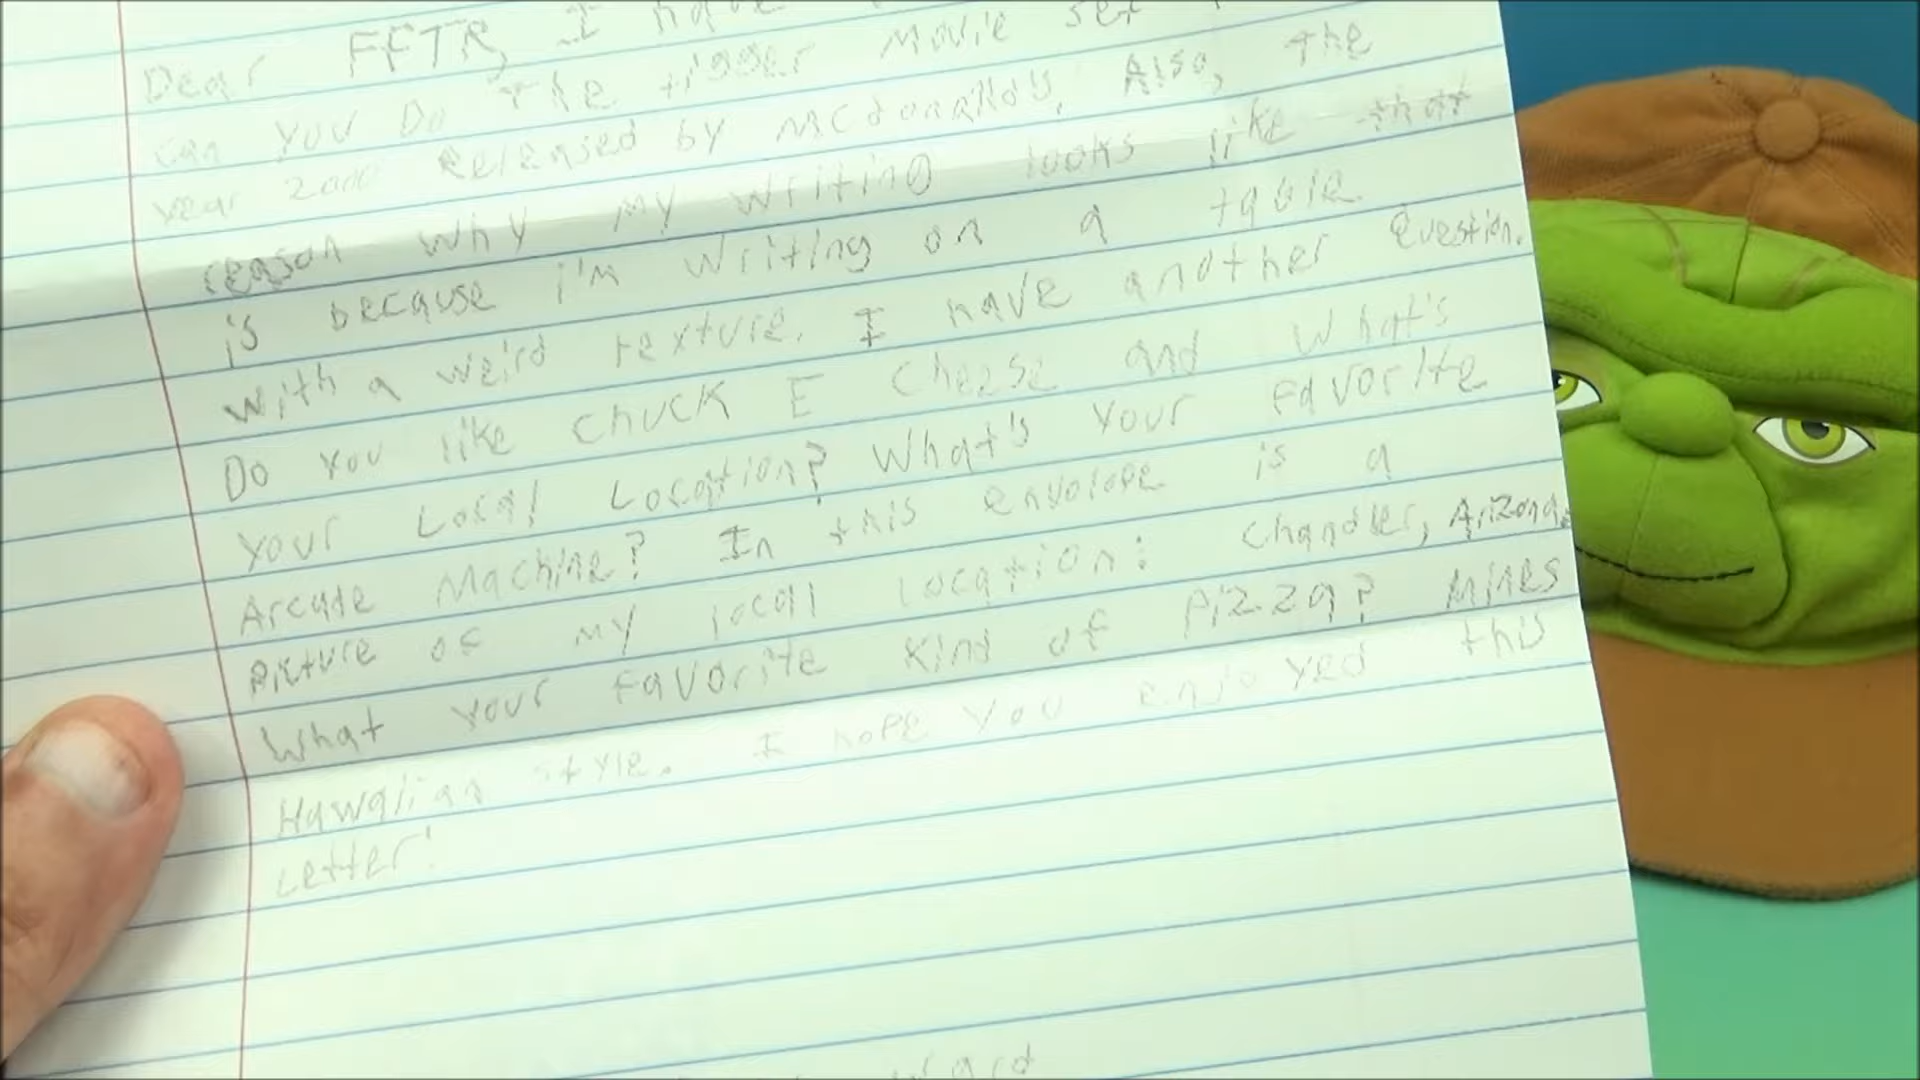 Dear FFTR, I have
can you Do The tigger Movie set
year 2000 Released by McDonald's. Also, The
reason why my writing looks like that
is because i'm writing on a table
with a weird texture. I have another Question.
Do you like Chuck E Cheese and What's
your Local Location? What's your Favorite
Arcade Machine? In this envolope is a
Picture of my local Location: Chandler, Arizona.
What your Favorite Kind of Pizza? Mines
Hawaiian style. I hope you enjoyed this
Letter!